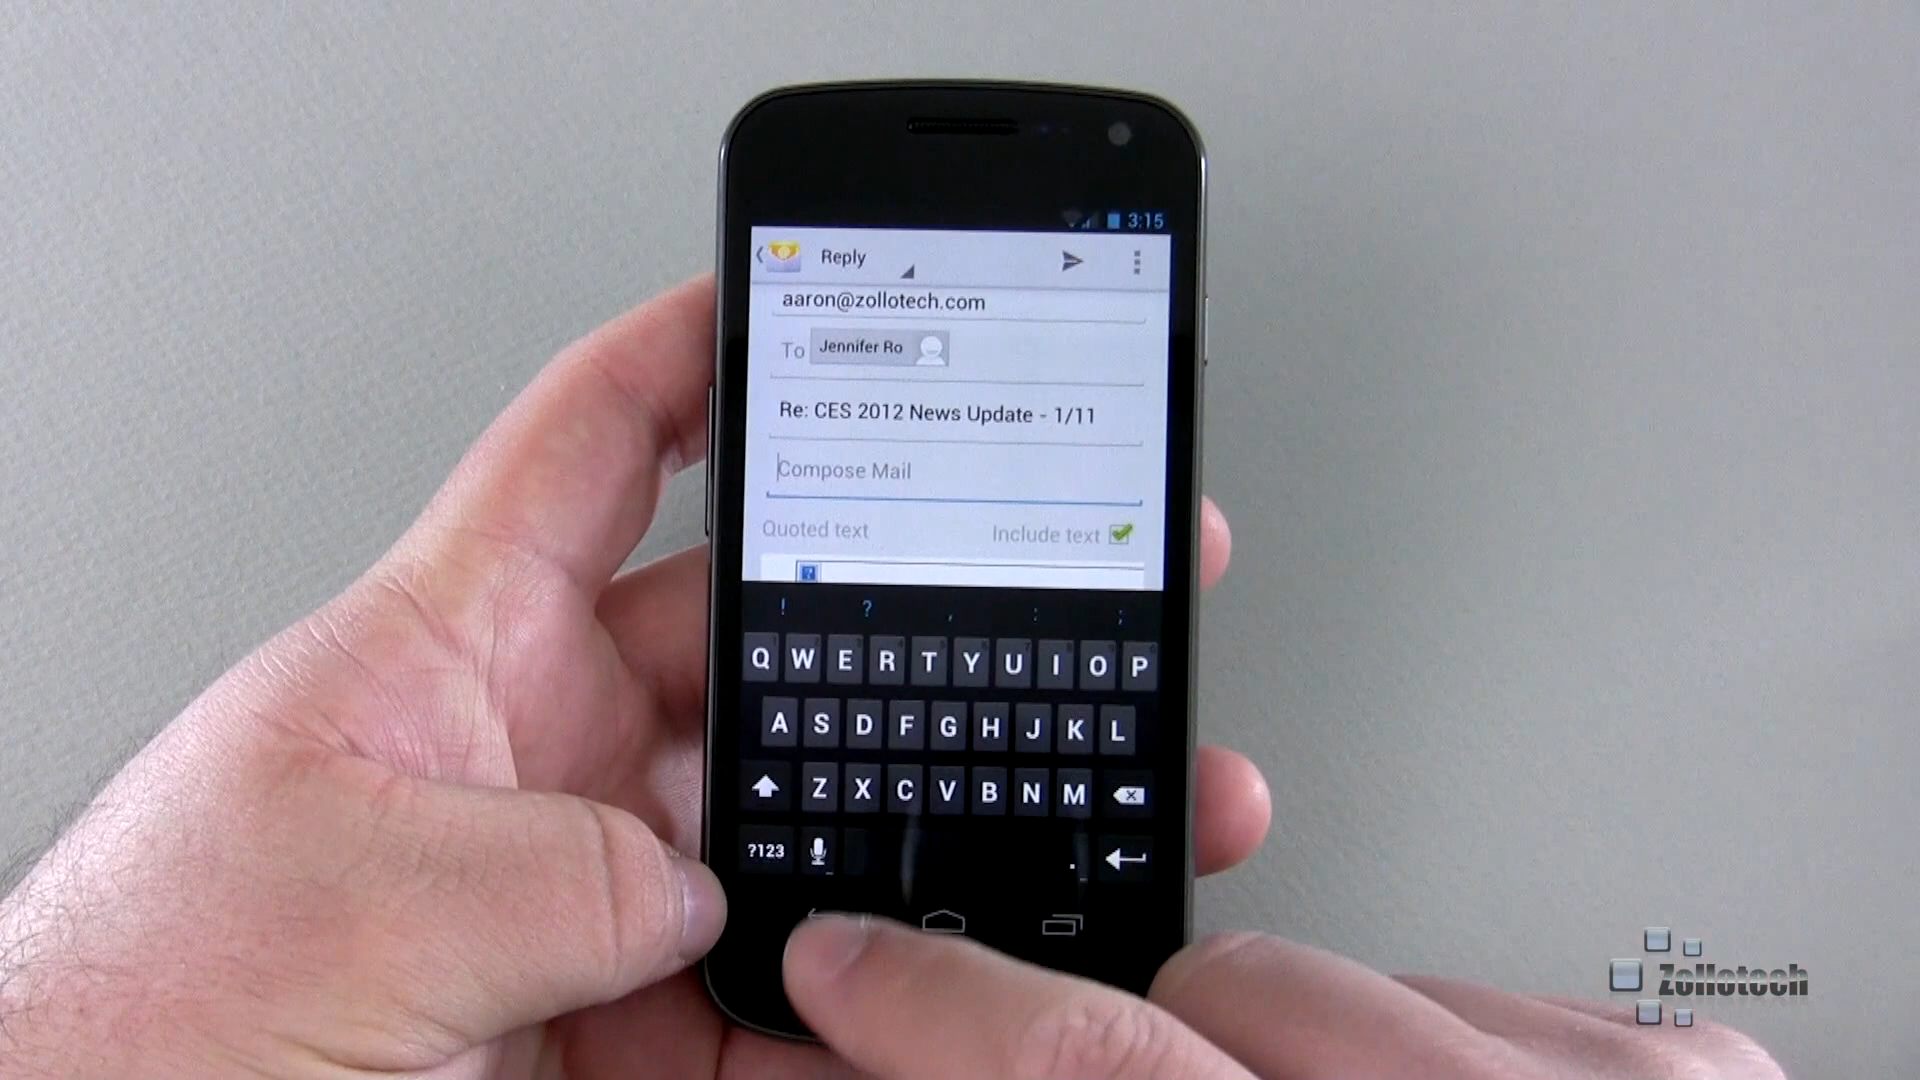 3:15
Reply
aaron@zollotech.com
To Jennifer Ro
Re: CES 2012 News Update - 1/11
Compose Mail
Quoted text Include text
! ? , : ;
Q W E R T Y U I O P
A S D F G H J K L
Z X C V B N M
?123 .
Zollotech